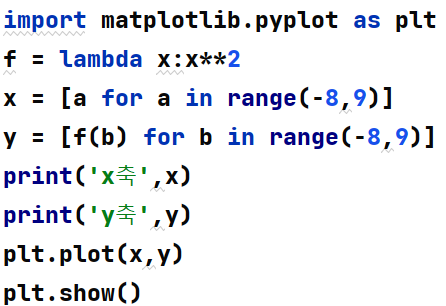 import matplotlib.pyplot as plt
f = lambda x:x**2
x = [a for a in range(-8,9)]
y = [f(b) for b in range(-8,9)]
print('x축',x)
print('y축',y)
plt.plot(x,y)
plt.show()